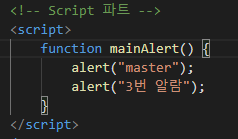 <!-- Script 파트 -->
<script>
    function mainAlert() {
        alert("master");
        alert("3번 알람");
    }
</script>